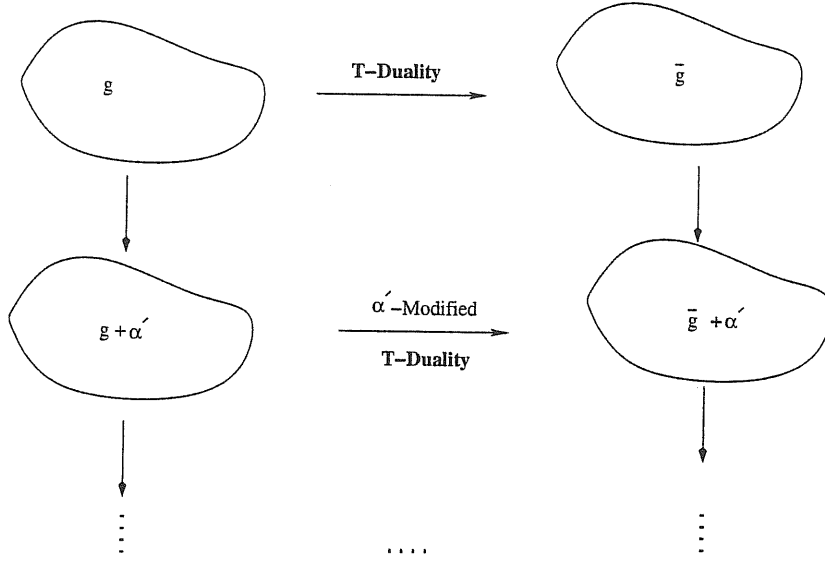 g
T-Duality
g̅
g + α´
α´-Modified
T-Duality
g̅ + α´